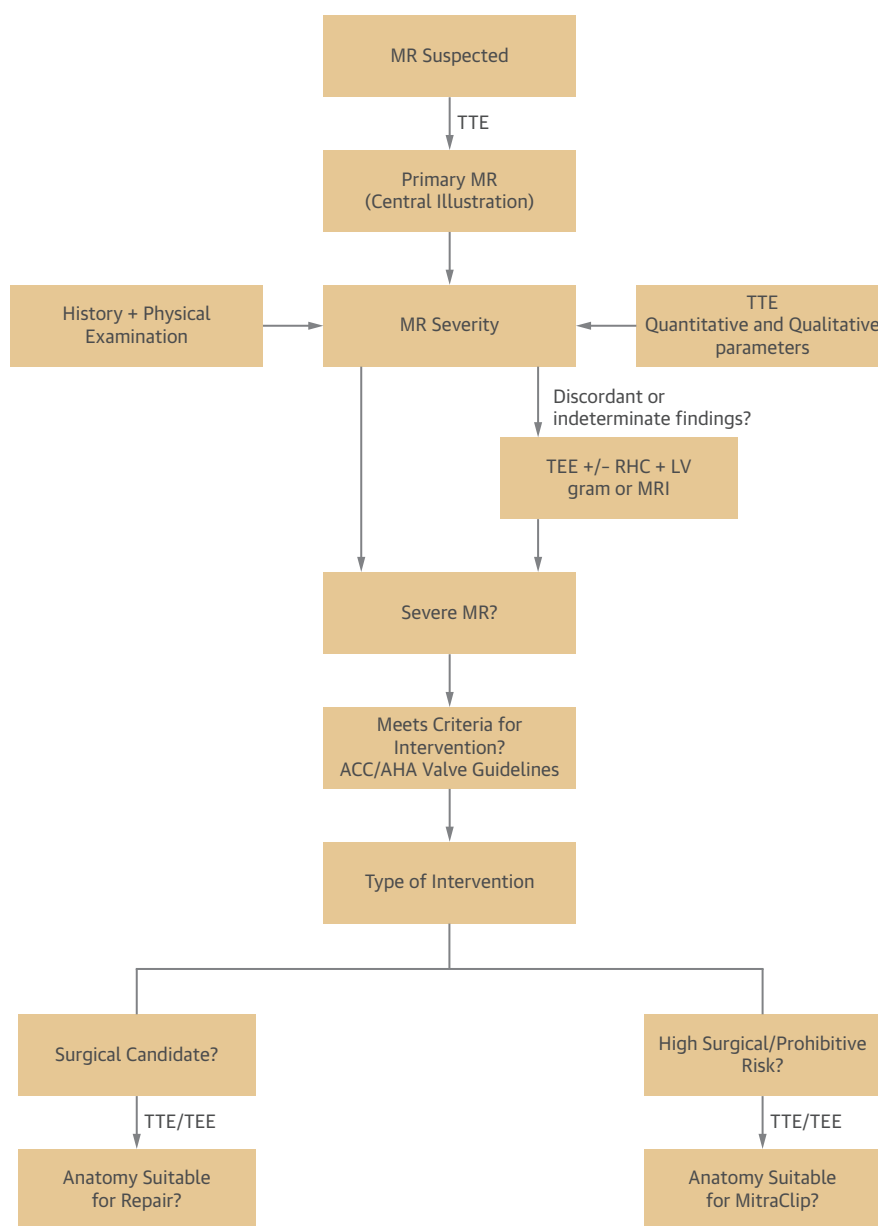 MR Suspected
TTE
Primary MR
(Central Illustration)
History + Physical
Examination
MR Severity
TTE
Quantitative and Qualitative
parameters
Discordant or
indeterminate findings?
TEE +/- RHC + LV
gram or MRI
Severe MR?
Meets Criteria for
Intervention?
ACC/AHA Valve Guidelines
Type of Intervention
Surgical Candidate?
High Surgical/Prohibitive
Risk?
TTE/TEE
TTE/TEE
Anatomy Suitable
for Repair?
Anatomy Suitable
for MitraClip?